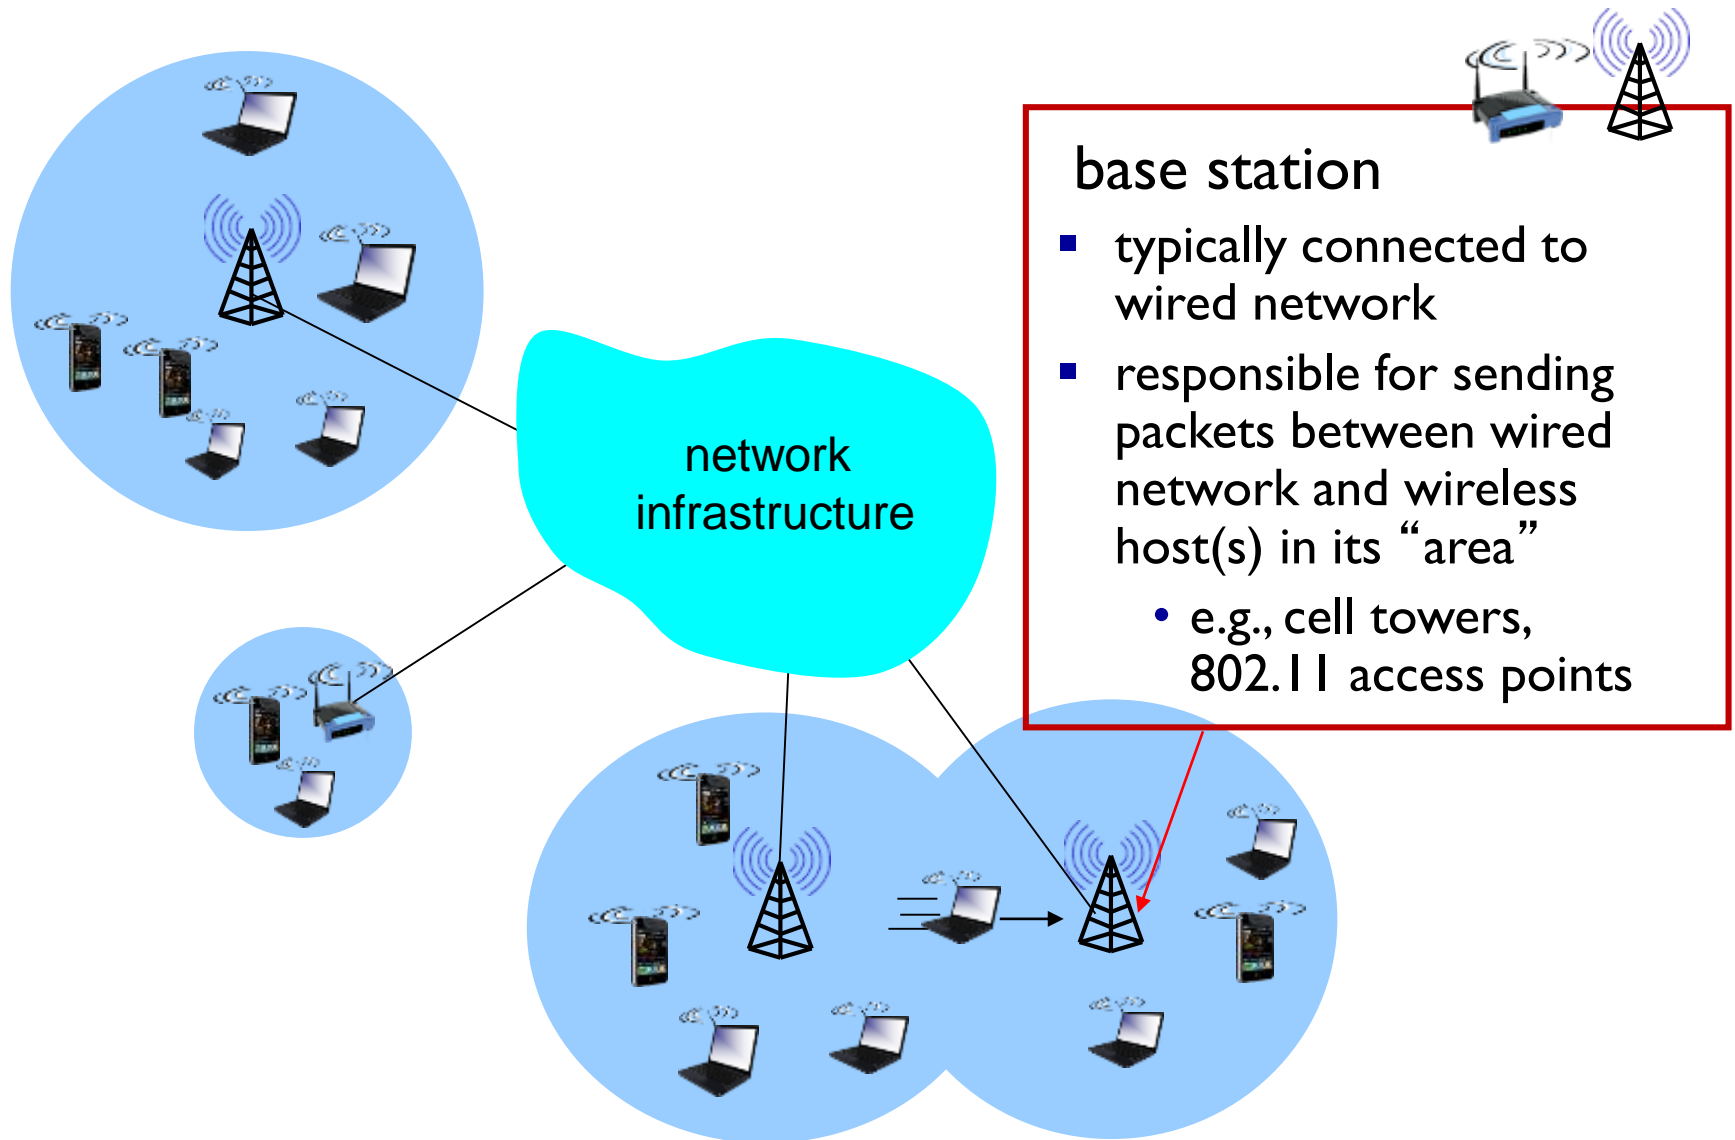 base station
typically connected to
wired network
responsible for sending
packets between wired
network and wireless
host(s) in its “area”
e.g., cell towers,
802.11 access points
network
infrastructure